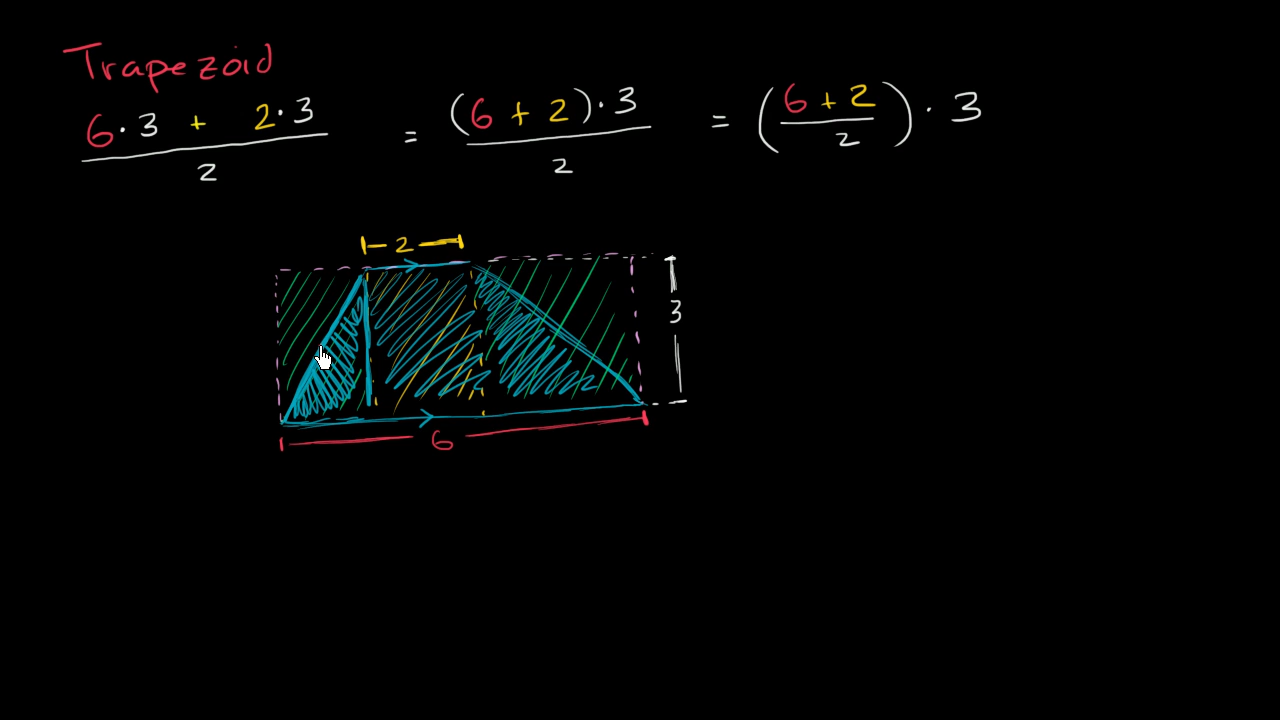 Trapezoid
6·3 + 2·3 / 2 = (6 + 2)·3 / 2 = (6 + 2 / 2) · 3
2
3
6